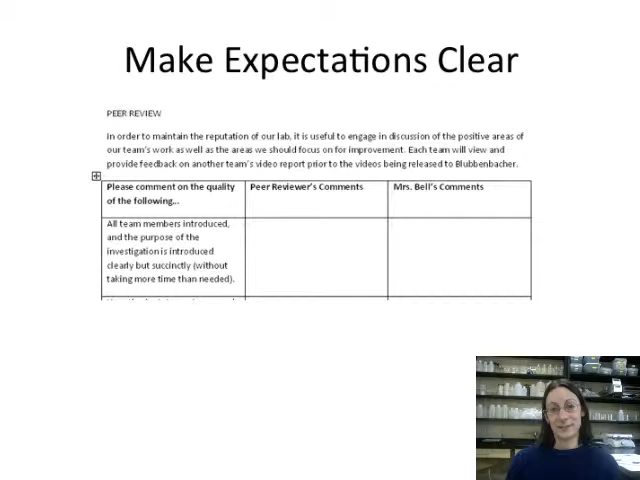 Make Expectations Clear
PEER REVIEW
In order to maintain the reputation of our lab, it is useful to engage in discussion of the positive areas of
our team's work as well as the areas we should focus on for improvement. Each team will view and
provide feedback on another team's video report prior to the videos being released to Blubbenbacher.
Please comment on the quality
of the following...
Peer Reviewer's Comments
Mrs. Bell's Comments
All team members introduced,
and the purpose of the
investigation is introduced
clearly but succinctly (without
taking more time than needed).